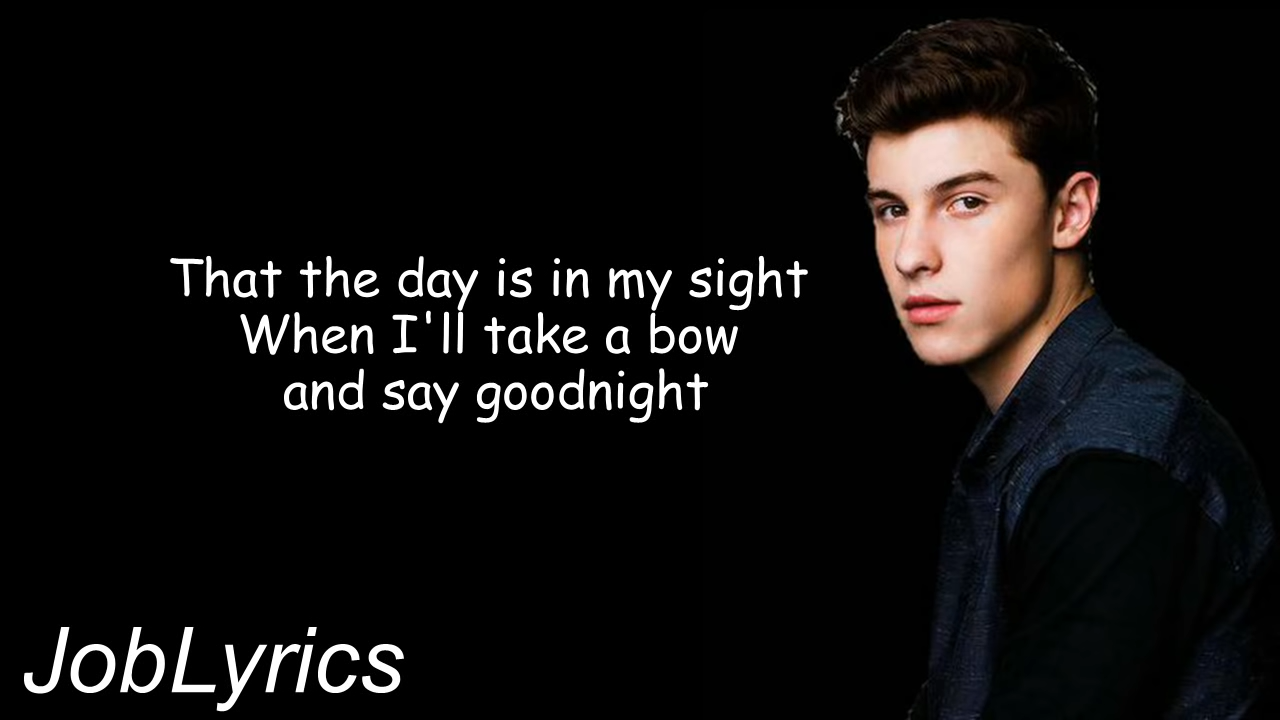 That the day is in my sight
When I'll take a bow
and say goodnight
JobLyrics